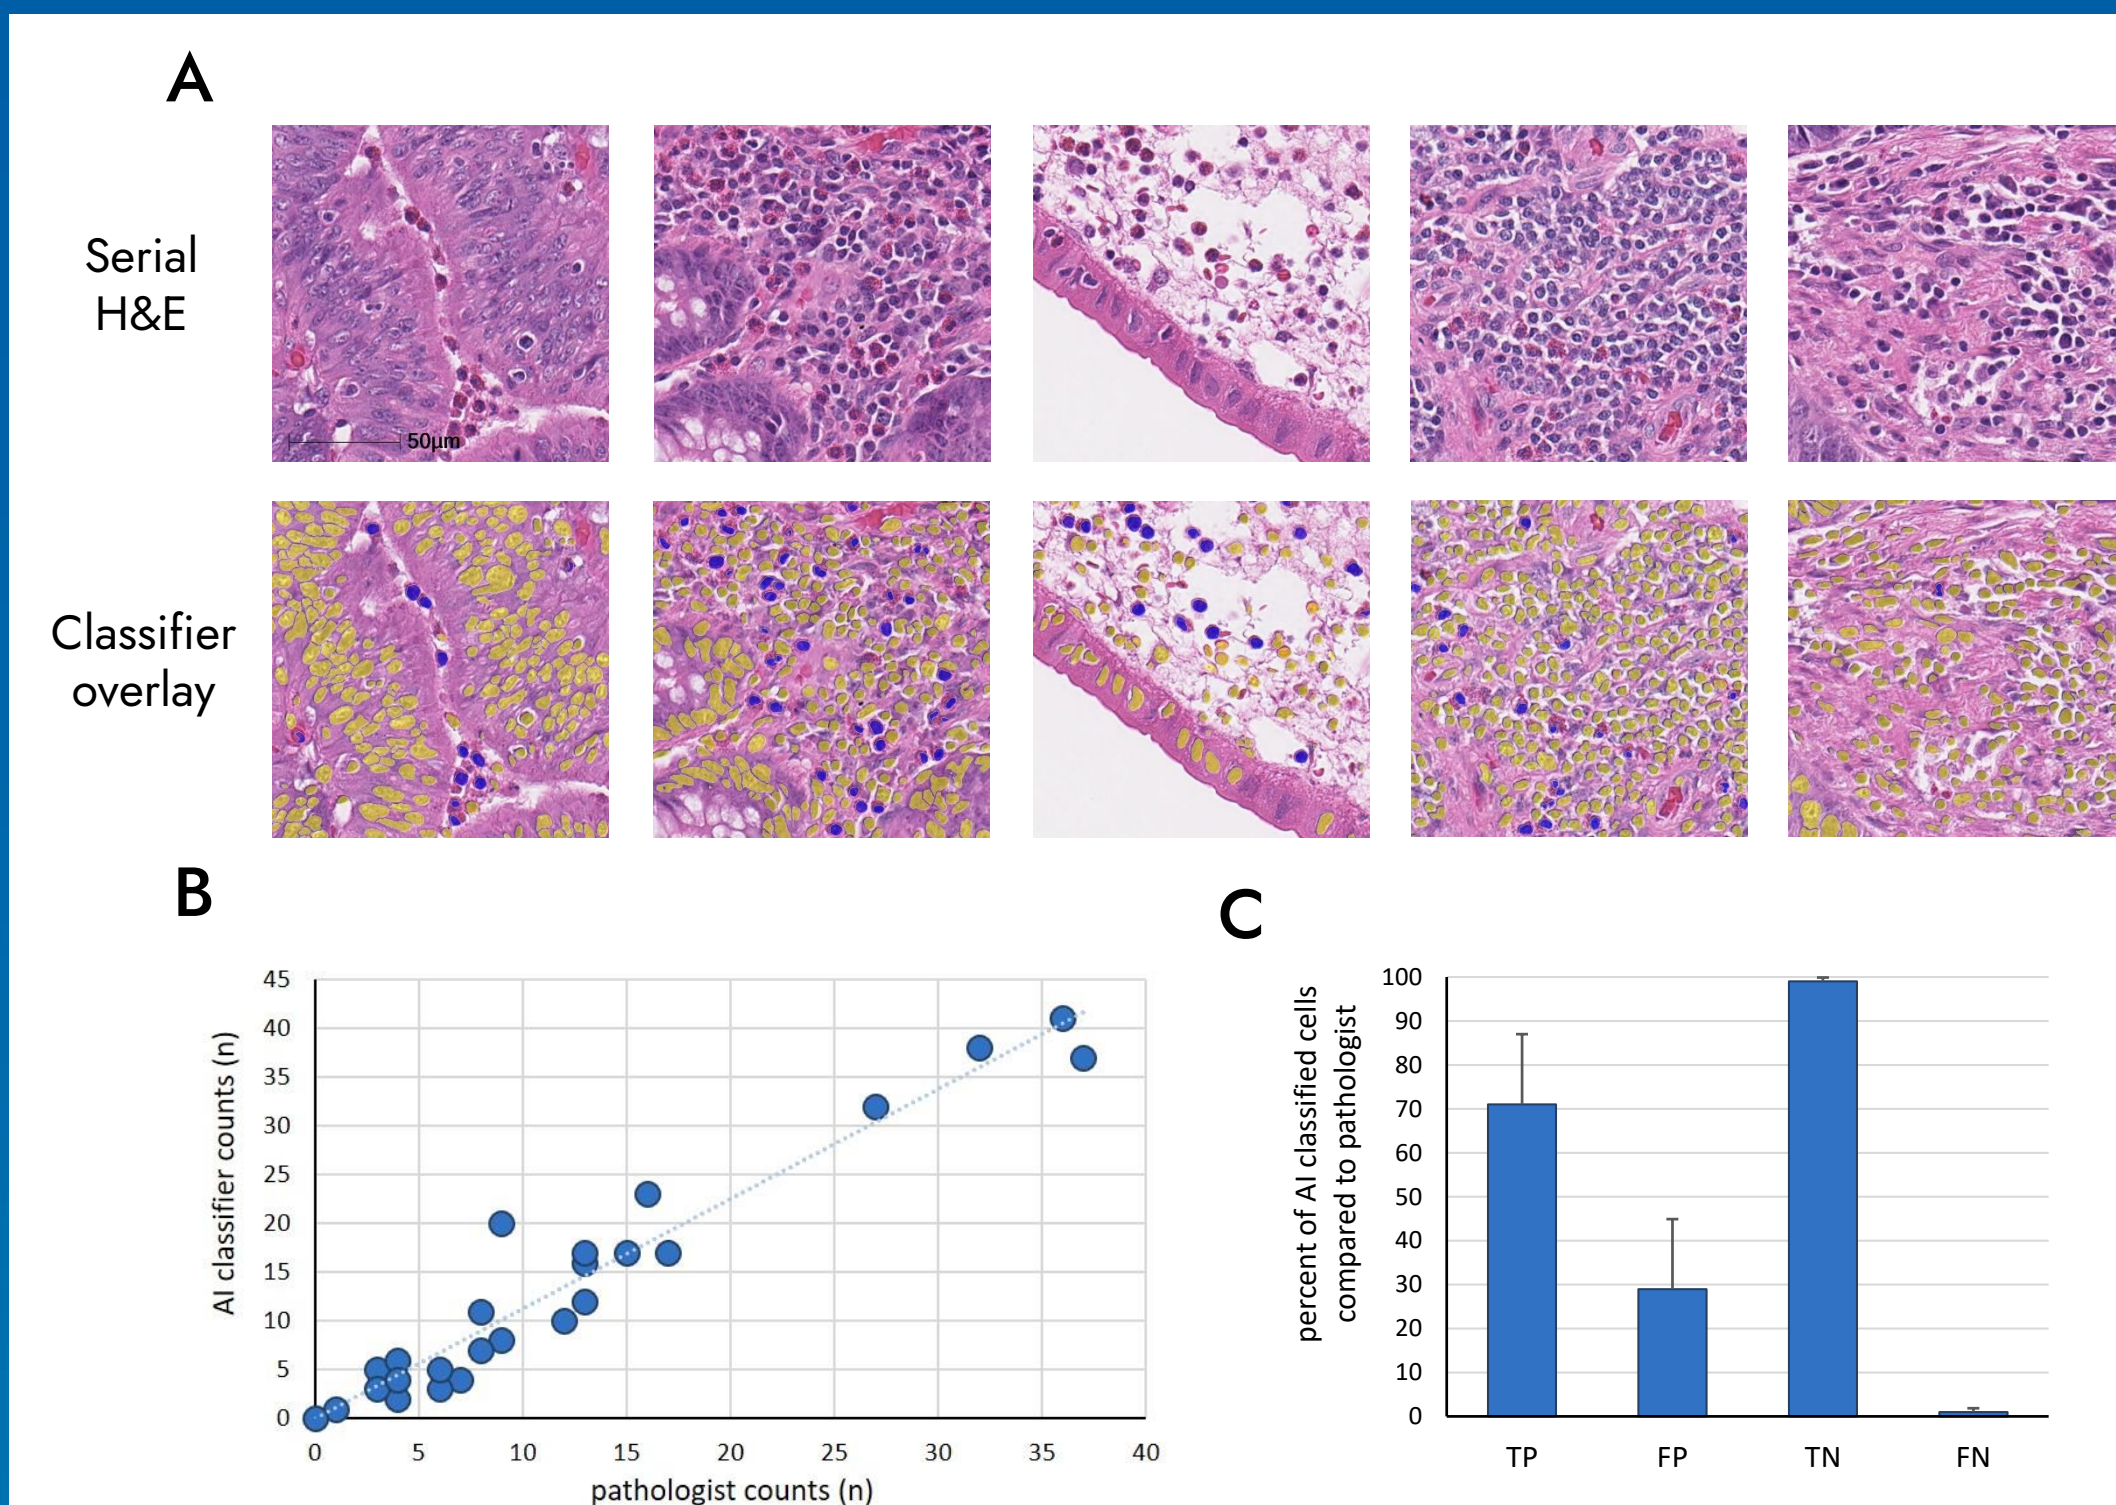 A
Serial
H&E
50µm
Classifier
overlay
B
AI classifier counts (n)
45
40
35
30
25
20
15
10
5
0
0 5 10 15 20 25 30 35 40
pathologist counts (n)
C
percent of AI classified cells
compared to pathologist
100
90
80
70
60
50
40
30
20
10
0
TP FP TN FN